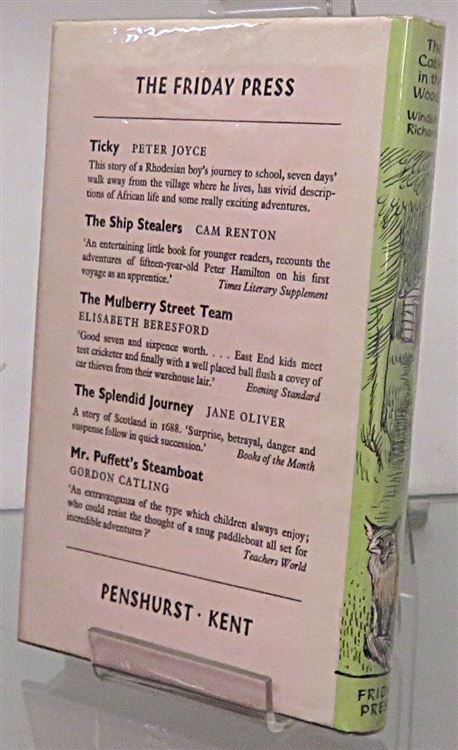 THE FRIDAY PRESS
Ticky PETER JOYCE
This story of a Rhodesian boy's journey to school, seven days'
walk away from the village where he lives, has vivid descrip-
tions of African life and some really exciting adventures.
The Ship Stealers CAM RENTON
'An entertaining little book for younger readers, recounts the
adventures of fifteen-year-old Peter Hamilton on his first
voyage as an apprentice.' Times Literary Supplement
The Mulberry Street Team
ELISABETH BERESFORD
'Good seven and sixpence worth. . . . East End kids meet
test cricketer and finally with a well placed ball flush a covey of
car thieves from their warehouse lair.' Evening Standard
The Splendid Journey JANE OLIVER
A story of Scotland in 1688. 'Surprise, betrayal, danger and
suspense follow in quick succession.' Books of the Month
Mr. Puffett's Steamboat
GORDON CATLING
'An extravaganza of the type which children always enjoy;
who could resist the thought of a snug paddleboat all set for
incredible adventures ?' Teachers World
PENSHURST · KENT
The
in the
FRID
PRES